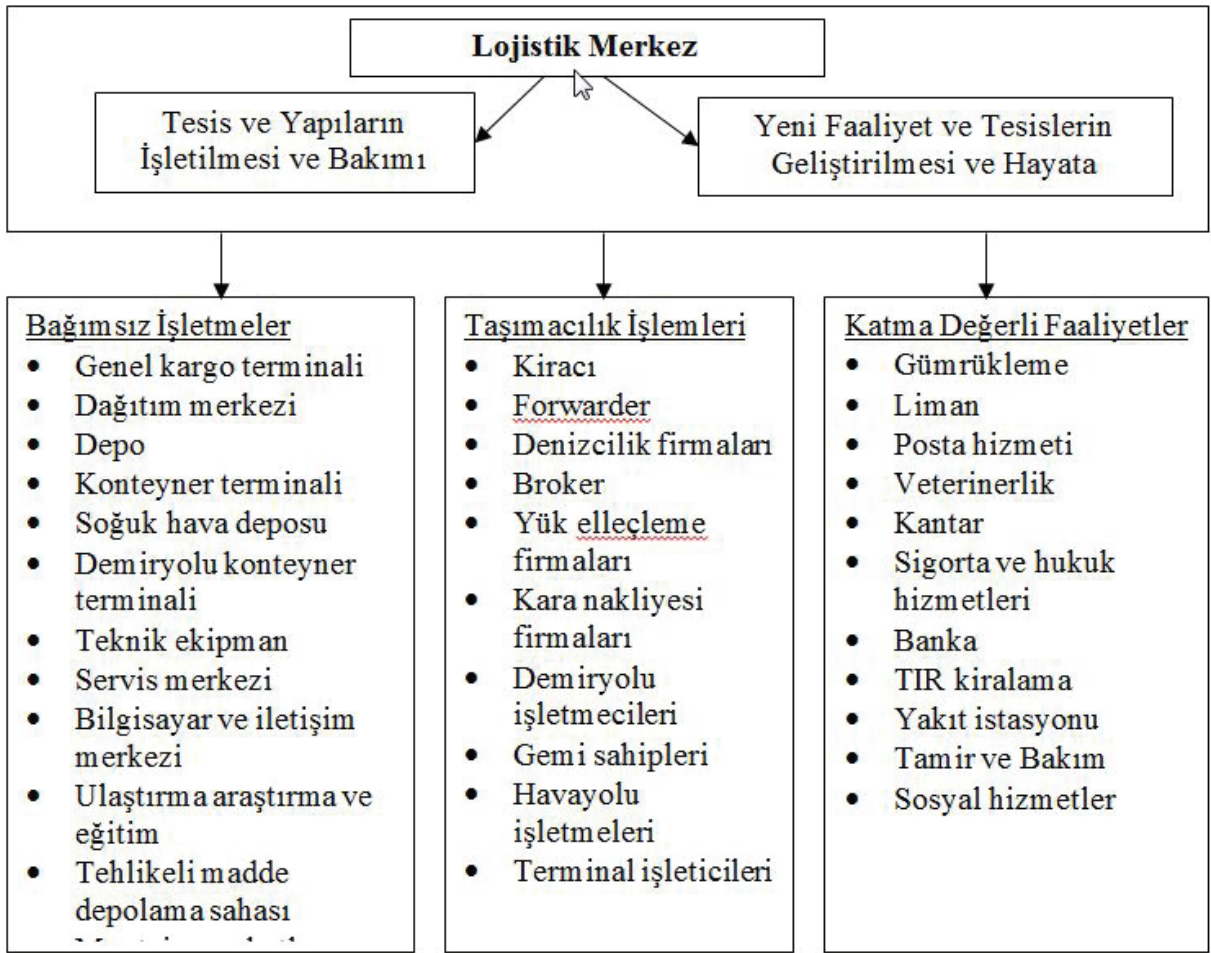 Lojistik Merkez
Tesis ve Yapıların
İşletilmesi ve Bakımı
Yeni Faaliyet ve Tesislerin
Geliştirilmesi ve Hayata
Bağımsız İşletmeler
• Genel kargo terminali
• Dağıtım merkezi
• Depo
• Konteyner terminali
• Soğuk hava deposu
• Demiryolu konteyner
terminali
• Teknik ekipman
• Servis merkezi
• Bilgisayar ve iletişim
merkezi
• Ulaştırma araştırma ve
eğitim
• Tehlikeli madde
depolama sahası
Taşımacılık İşlemleri
• Kiracı
• Forwarder
• Denizcilik firmaları
• Broker
• Yük elleçleme
firmaları
• Kara nakliyesi
firmaları
• Demiryolu
işletmecileri
• Gemi sahipleri
• Havayolu
işletmeleri
• Terminal işleticileri
Katma Değerli Faaliyetler
• Gümrükleme
• Liman
• Posta hizmeti
• Veterinerlik
• Kantar
• Sigorta ve hukuk
hizmetleri
• Banka
• TIR kiralama
• Yakıt istasyonu
• Tamir ve Bakım
• Sosyal hizmetler